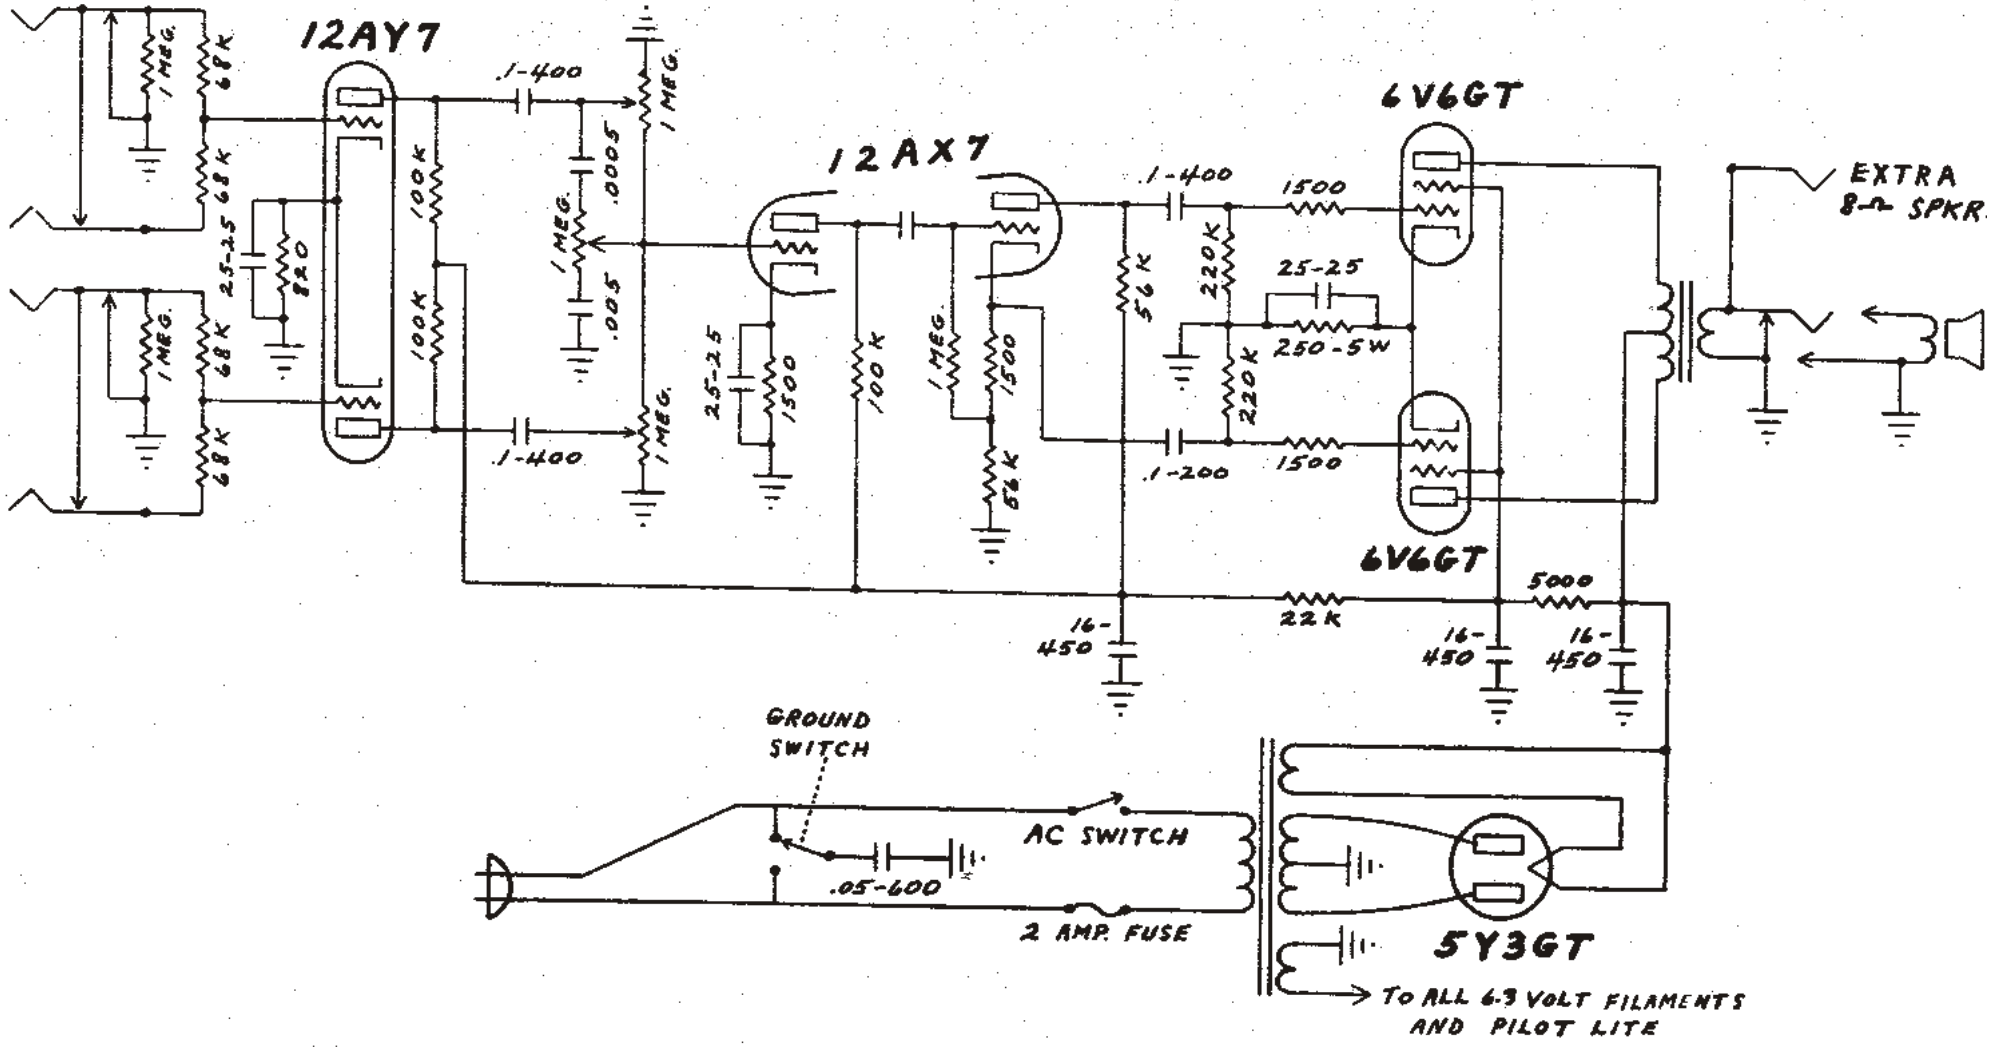 12AY7
1 MEG.
68K
68K
25-25
820
1 MEG.
68K
68K
100K
100K
.1-400
1 MEG.
.0005
1 MEG.
.005
.1-400
1 MEG.
12AX7
25-25
1500
100K
1 MEG.
1500
56K
56K
.1-400
1500
220K
25-25
250-5W
220K
.1-200
1500
6V6GT
6V6GT
EXTRA
8-Ω SPKR.
22K
5000
16-
450
16-
450
16-
450
GROUND
SWITCH
AC SWITCH
.05-600
2 AMP. FUSE
5Y3GT
TO ALL 6.3 VOLT FILAMENTS
AND PILOT LITE